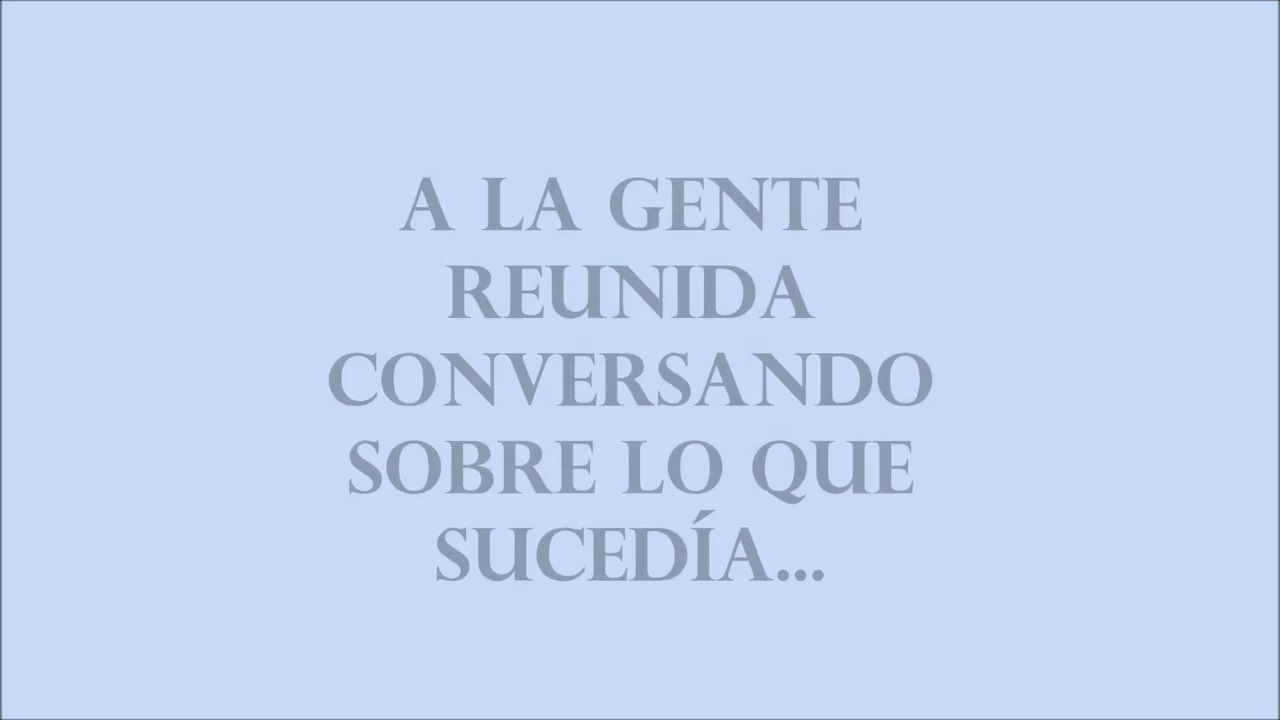 A LA GENTE
REUNIDA
CONVERSANDO
SOBRE LO QUE
SUCEDÍA...